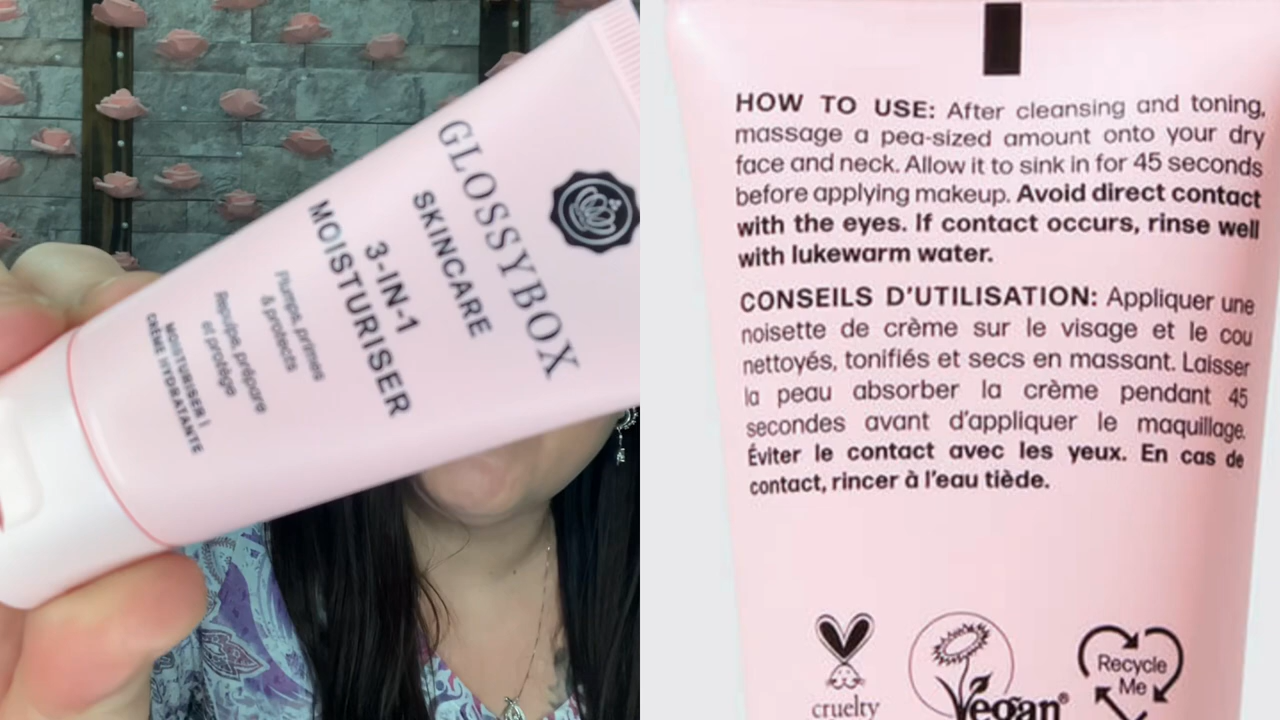 GLOSSYBOX
SKINCARE
3-IN-1
MOISTURISER
Plumps, primes
& protects
Repulpe, prépare
et protège
MOISTURISER |
CRÈME HYDRATANTE
HOW TO USE: After cleansing and toning,
massage a pea-sized amount onto your dry
face and neck. Allow it to sink in for 45 seconds
before applying makeup. Avoid direct contact
with the eyes. If contact occurs, rinse well
with lukewarm water.
CONSEILS D'UTILISATION: Appliquer une
noisette de crème sur le visage et le cou
nettoyés, tonifiés et secs en massant. Laisser
la peau absorber la crème pendant 45
secondes avant d'appliquer le maquillage.
Éviter le contact avec les yeux. En cas de
contact, rincer à l'eau tiède.
cruelty
Vegan®
Recycle
Me